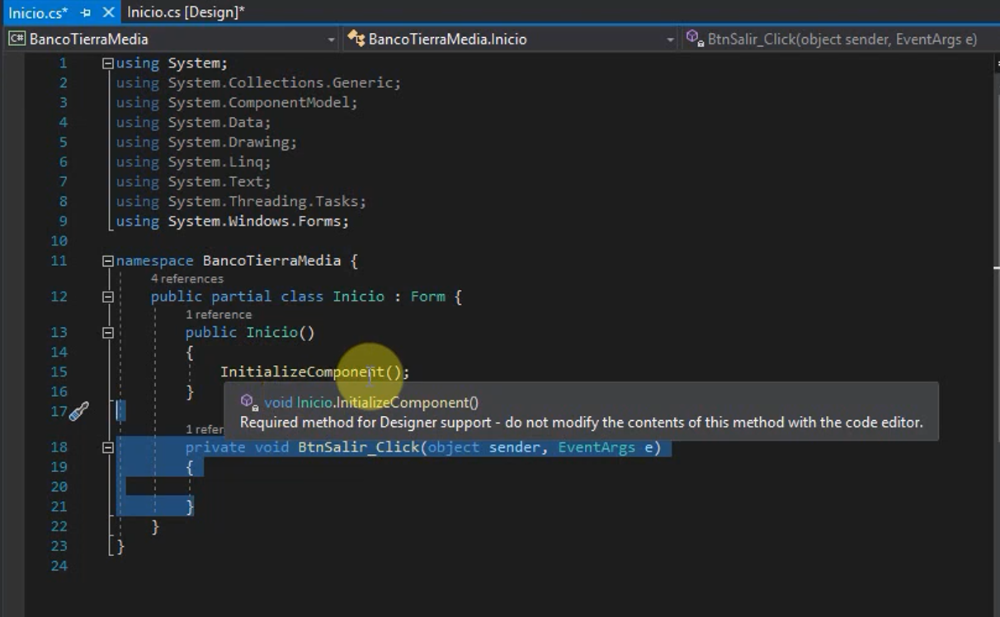 Inicio.cs* Inicio.cs [Design]*
C# BancoTierraMedia BancoTierraMedia.Inicio BtnSalir_Click(object sender, EventArgs e)
1 using System;
2 using System.Collections.Generic;
3 using System.ComponentModel;
4 using System.Data;
5 using System.Drawing;
6 using System.Linq;
7 using System.Text;
8 using System.Threading.Tasks;
9 using System.Windows.Forms;
10
11 namespace BancoTierraMedia {
4 references
12 public partial class Inicio : Form {
1 reference
13 public Inicio()
14 {
15 InitializeComponent();
16 }
void Inicio.InitializeComponent()
17
Required method for Designer support - do not modify the contents of this method with the code editor.
1 refer
18 private void BtnSalir_Click(object sender, EventArgs e)
19 {
20
21 }
22 }
23 }
24